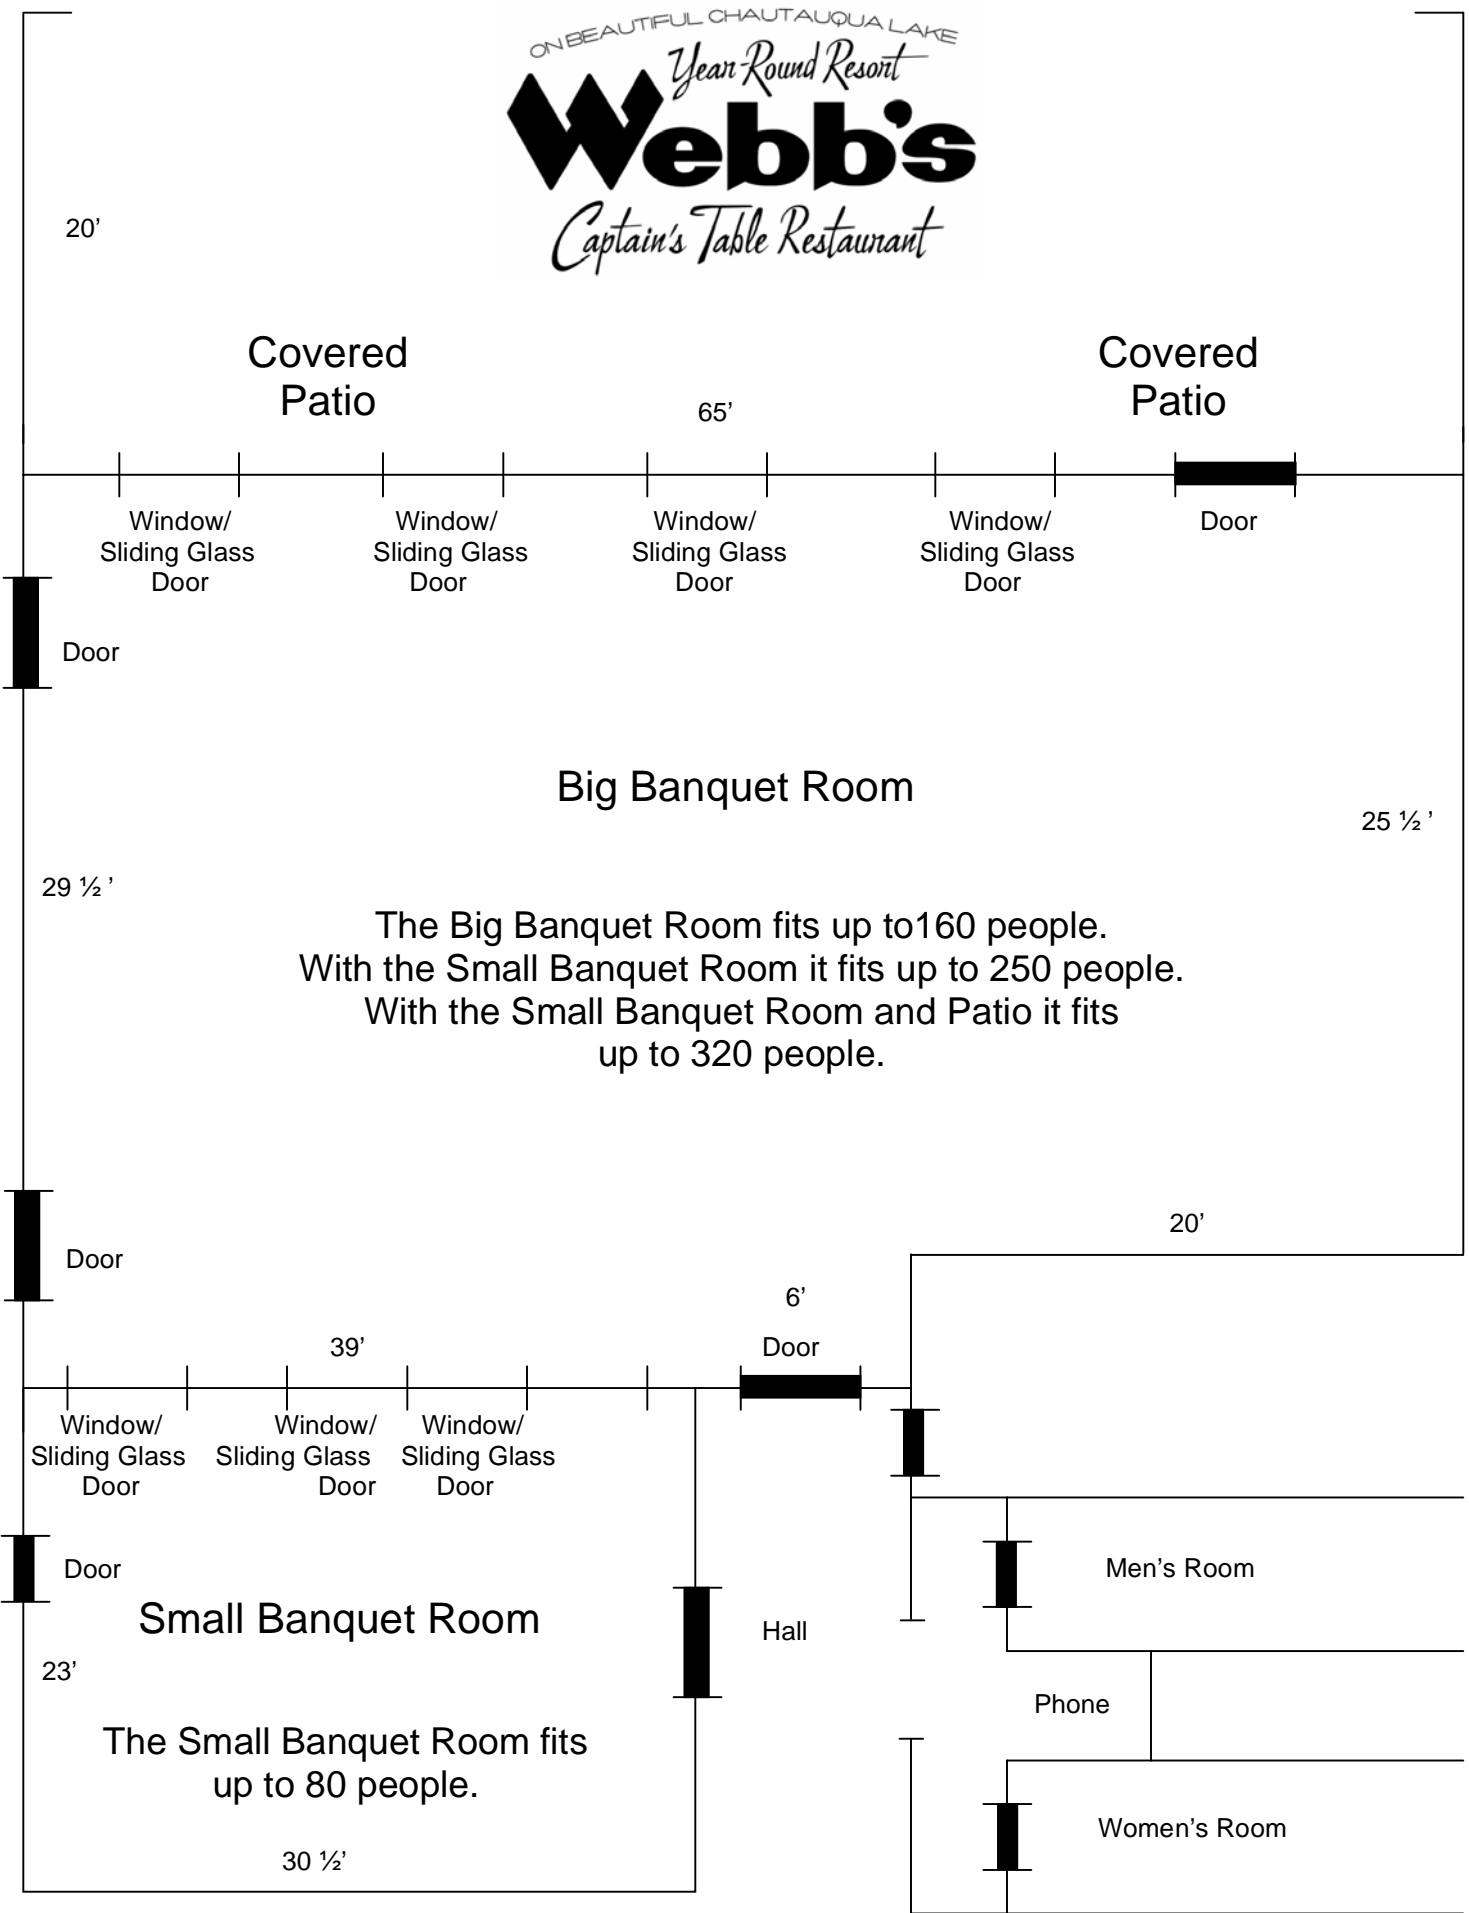 ON BEAUTIFUL CHAUTAUQUA LAKE
Year-Round Resort
Webb's
Captain's Table Restaurant
20’
Covered
Patio
Covered
Patio
65’
Window/
Sliding Glass
Door
Window/
Sliding Glass
Door
Window/
Sliding Glass
Door
Window/
Sliding Glass
Door
Door
Door
Big Banquet Room
25 ½ ’
29 ½ ’
The Big Banquet Room fits up to160 people.
With the Small Banquet Room it fits up to 250 people.
With the Small Banquet Room and Patio it fits
up to 320 people.
20’
Door
6’
Door
39’
Window/
Sliding Glass
Door
Window/
Sliding Glass
Door
Window/
Sliding Glass
Door
Door
Men’s Room
Small Banquet Room
Hall
23’
Phone
The Small Banquet Room fits
up to 80 people.
Women’s Room
30 ½’